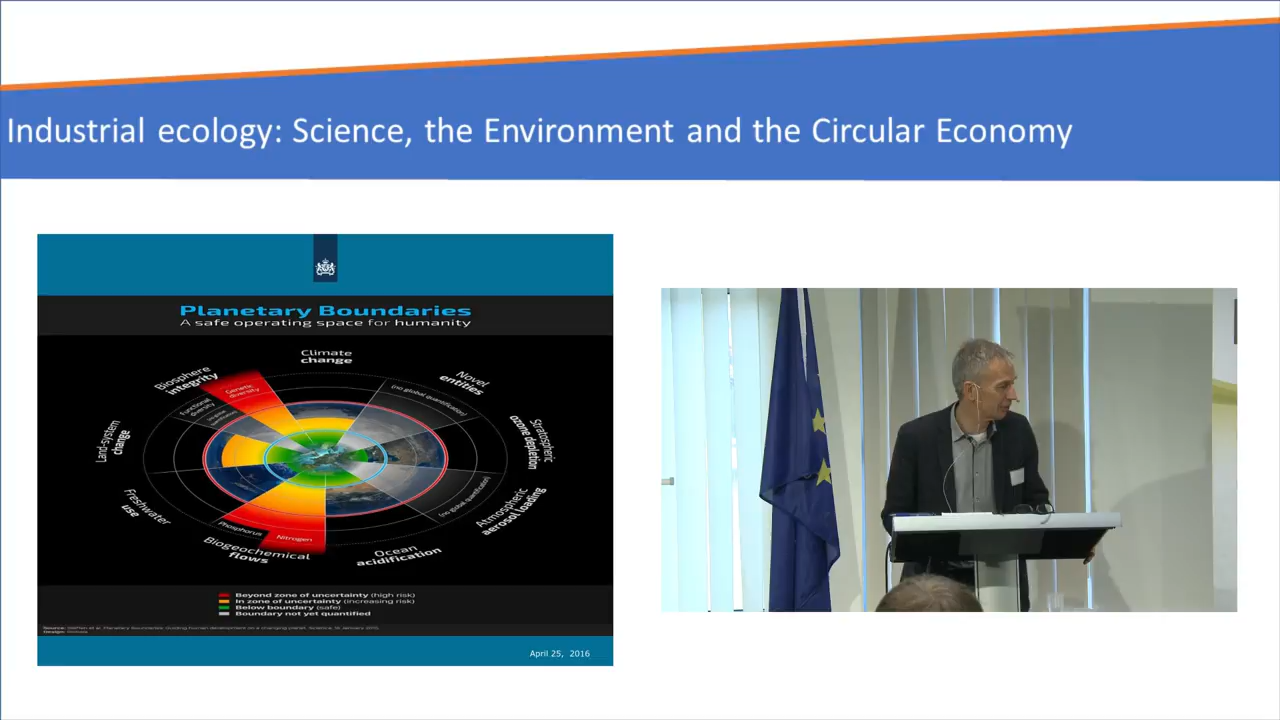 Industrial ecology: Science, the Environment and the Circular Economy
Planetary Boundaries
A safe operating space for humanity
Climate
change
Biosphere
integrity
Genetic
diversity
Functional
diversity
Novel
entities
(no global quantification)
Stratospheric
ozone depletion
Land-system
change
Freshwater
use
Phosphorus
Nitrogen
Biogeochemical
flows
Ocean
acidification
Atmospheric
aerosol loading
(no global quantification)
Beyond zone of uncertainty (high risk)
In zone of uncertainty (increasing risk)
Below boundary (safe)
Boundary not yet quantified
April 25, 2016